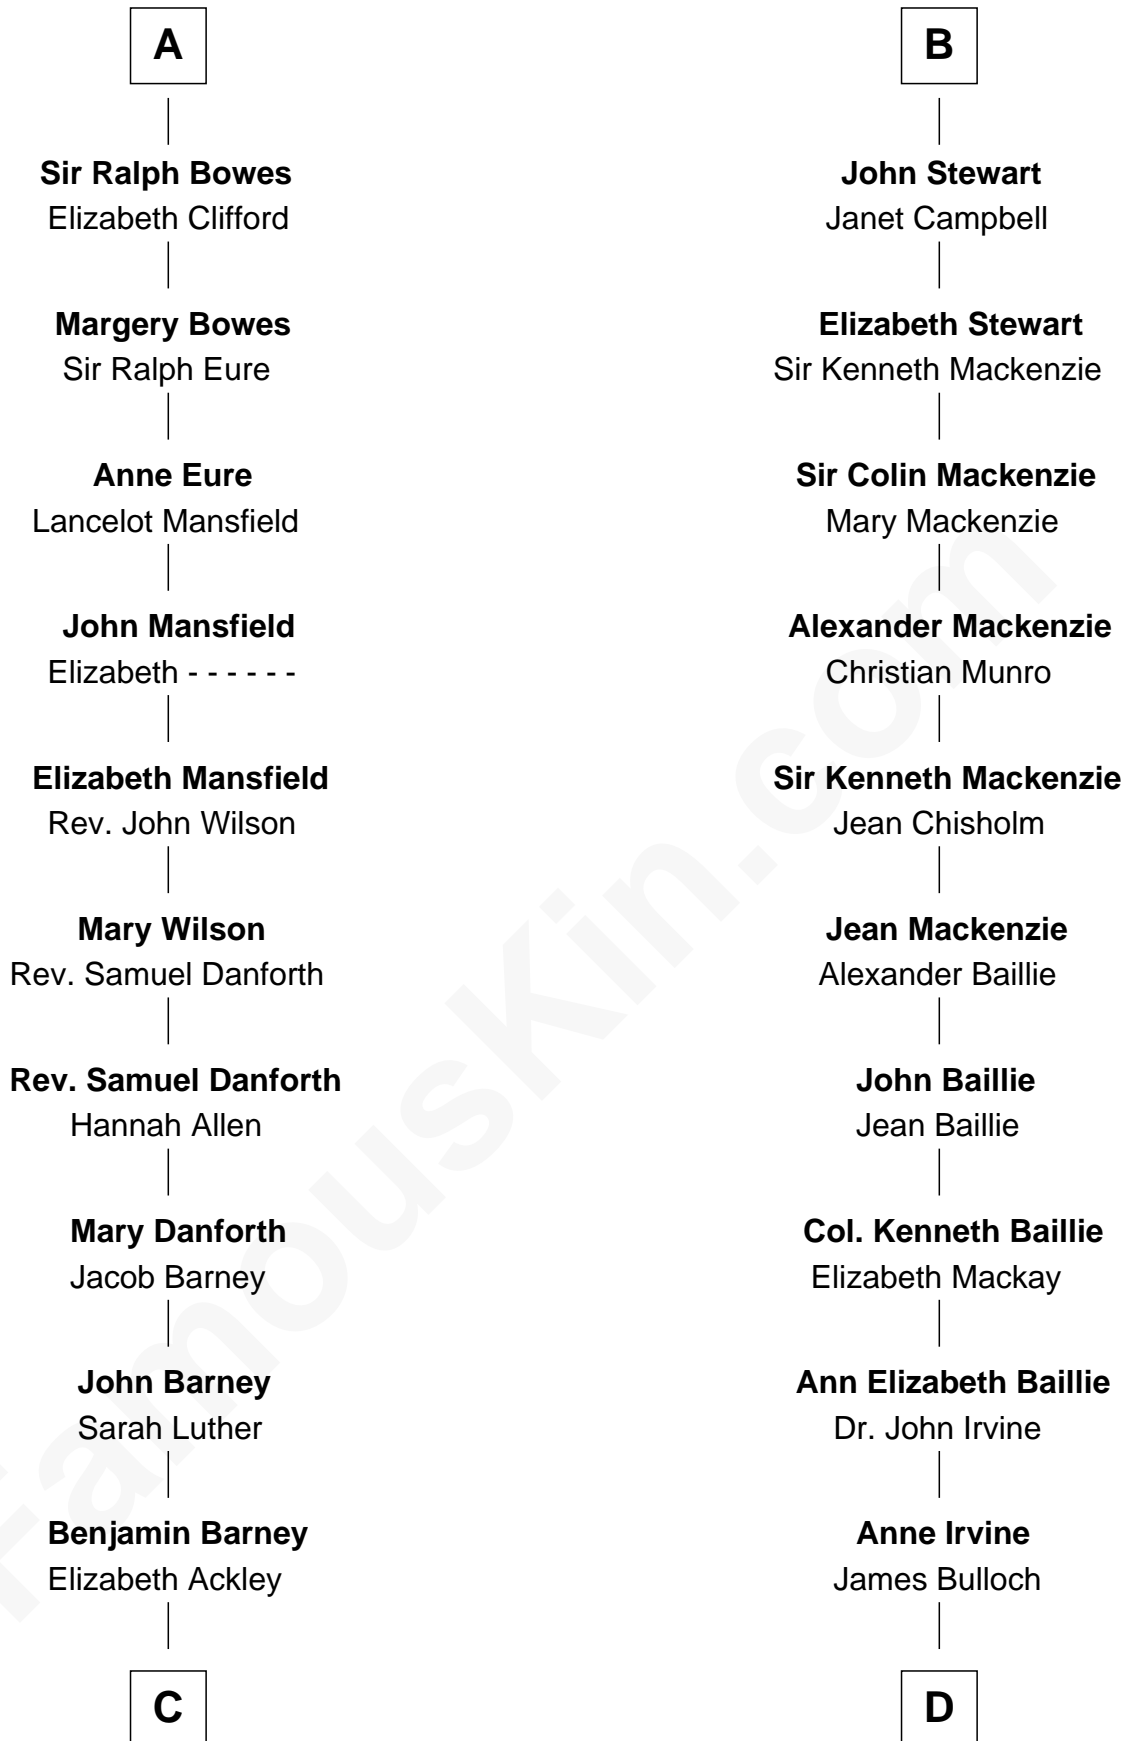 A
Sir Ralph Bowes
Elizabeth Clifford
Margery Bowes
Sir Ralph Eure
Anne Eure
Lancelot Mansfield
John Mansfield
Elizabeth - - - - - -
Elizabeth Mansfield
Rev. John Wilson
Mary Wilson
Rev. Samuel Danforth
Rev. Samuel Danforth
Hannah Allen
Mary Danforth
Jacob Barney
John Barney
Sarah Luther
Benjamin Barney
Elizabeth Ackley
C
B
John Stewart
Janet Campbell
Elizabeth Stewart
Sir Kenneth Mackenzie
Sir Colin Mackenzie
Mary Mackenzie
Alexander Mackenzie
Christian Munro
Sir Kenneth Mackenzie
Jean Chisholm
Jean Mackenzie
Alexander Baillie
John Baillie
Jean Baillie
Col. Kenneth Baillie
Elizabeth Mackay
Ann Elizabeth Baillie
Dr. John Irvine
Anne Irvine
James Bulloch
D
FamousKin.com